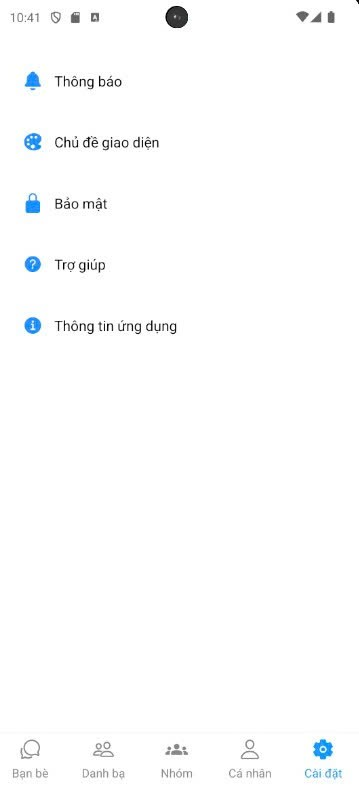 10:41
Thông báo
Chủ đề giao diện
Bảo mật
Trợ giúp
Thông tin ứng dụng
Bạn bè
Danh bạ
Nhóm
Cá nhân
Cài đặt